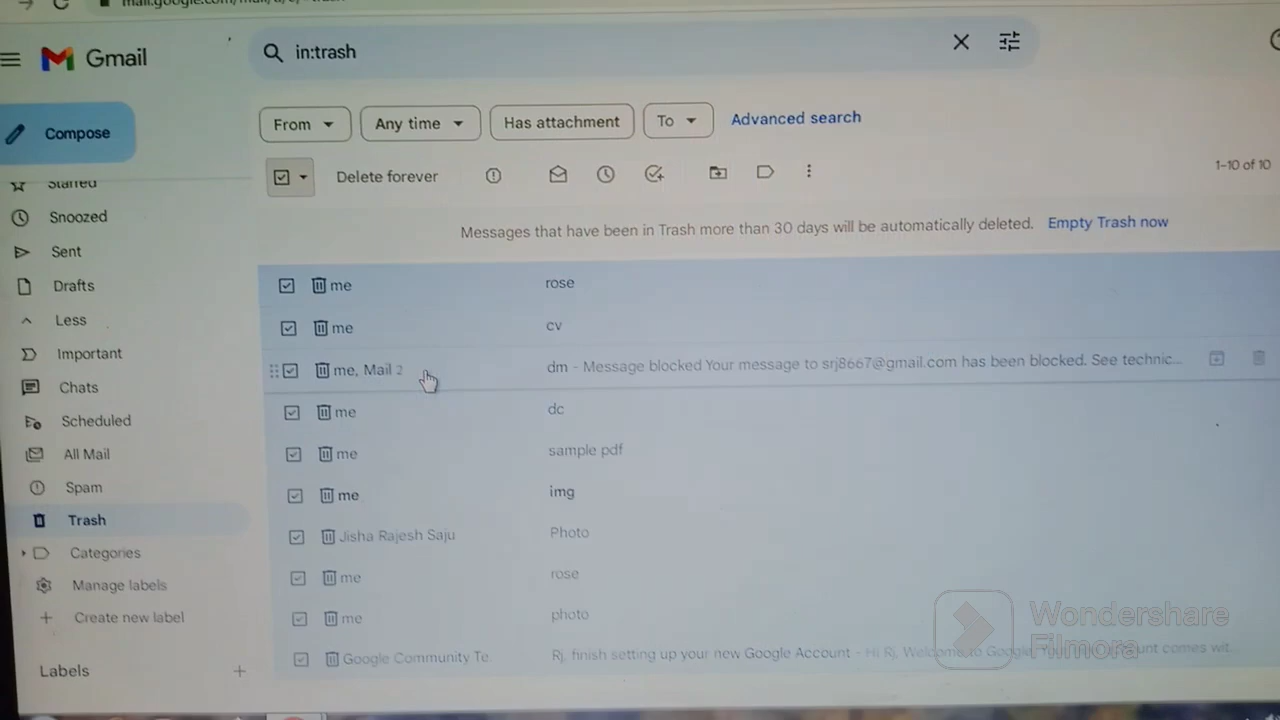 Gmail
in:trash
Compose
From
Any time
Has attachment
To
Advanced search
Delete forever
1-10 of 10
Messages that have been in Trash more than 30 days will be automatically deleted. Empty Trash now
Starred
Snoozed
Sent
Drafts
Less
Important
Chats
Scheduled
All Mail
Spam
Trash
Categories
Manage labels
Create new label
Labels
me rose
me cv
me, Mail 2 dm - Message blocked Your message to srj8667@gmail.com has been blocked. See technic...
me dc
me sample pdf
me img
Jisha Rajesh Saju Photo
me rose
me photo
Google Community Te. Rj, finish setting up your new Google Account - Hi Rj, Welcome to Google. comes wit...
Wondershare
Filmora